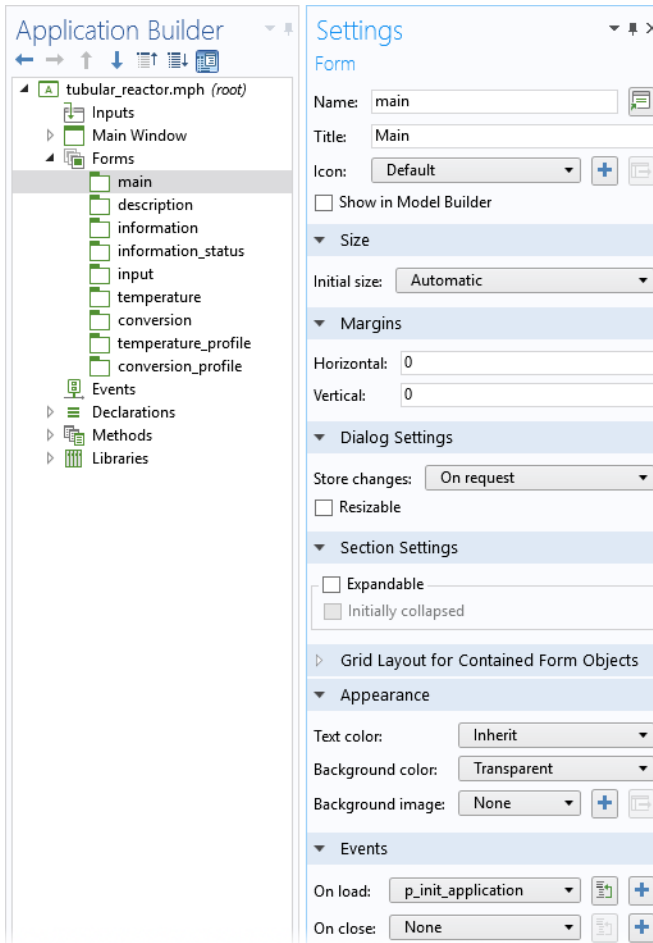 Application Builder
tubular_reactor.mph (root)
Inputs
Main Window
Forms
main
description
information
information_status
input
temperature
conversion
temperature_profile
conversion_profile
Events
Declarations
Methods
Libraries
Settings
Form
Name: main
Title: Main
Icon: Default
Show in Model Builder
Size
Initial size: Automatic
Margins
Horizontal: 0
Vertical: 0
Dialog Settings
Store changes: On request
Resizable
Section Settings
Expandable
Initially collapsed
Grid Layout for Contained Form Objects
Appearance
Text color: Inherit
Background color: Transparent
Background image: None
Events
On load: p_init_application
On close: None